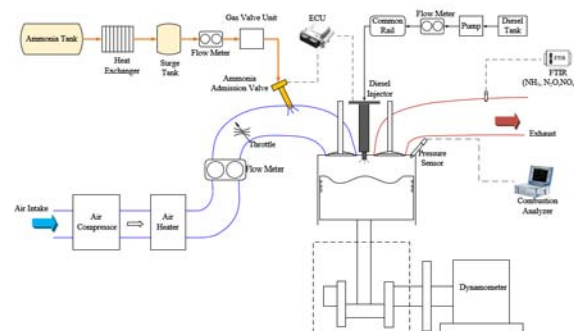 Ammonia Tank
Heat
Exchanger
Surge
Tank
Flow Meter
Gas Valve Unit
Ammonia
Admission Valve
ECU
Common
Rail
Flow Meter
Pump
Diesel
Tank
Diesel
Injector
FTIR
FTIR
(NH₃, N₂O,NO,
Throttle
Flow Meter
Exhaust
Pressure
Sensor
Air Intake
Air
Compressor
Air
Heater
Combustion
Analyzer
Dynamometer